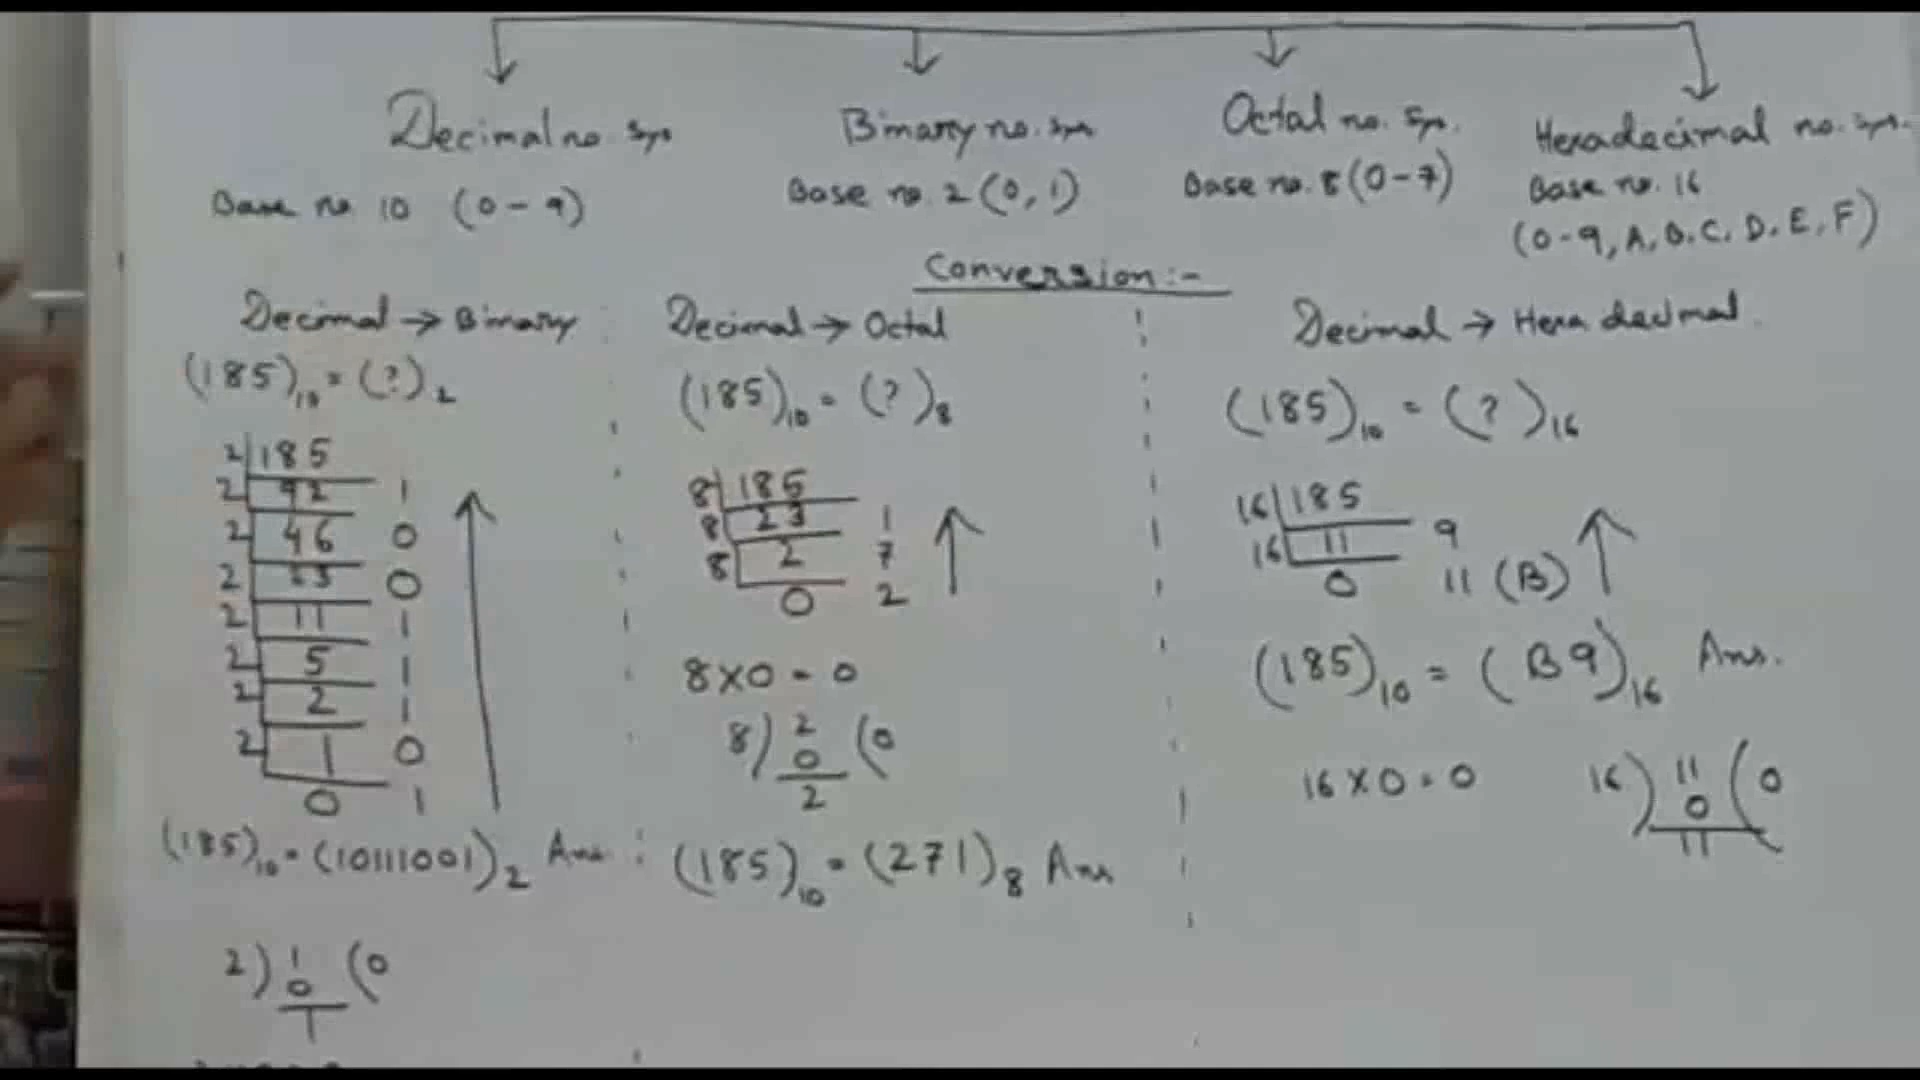 Decimal no. sys
Base no. 10 (0-9)
Binary no. sys
Base no. 2 (0, 1)
Octal no. sys.
Base no. 8 (0-7)
Hexadecimal no. sys.
Base no. 16
(0-9, A, B, C, D, E, F)
Conversion :-
Decimal → Binary
(185)10 = (?)2
2 185
2 92 1
2 46 0
2 23 0
2 11 1
2 5 1
2 2 1
2 1 0
0 1
(185)10 = (10111001)2 Ans
2) 1 (0
0
1
Decimal → Octal
(185)10 = (?)8
8 185
8 23 1
8 2 7
0 2
8 x 0 = 0
8) 2 (0
0
2
(185)10 = (271)8 Ans
Decimal → Hexa decimal
(185)10 = (?)16
16 185
16 11 9
0 11 (B)
(185)10 = (B9)16 Ans.
16 x 0 = 0
16) 11 (0
0
11